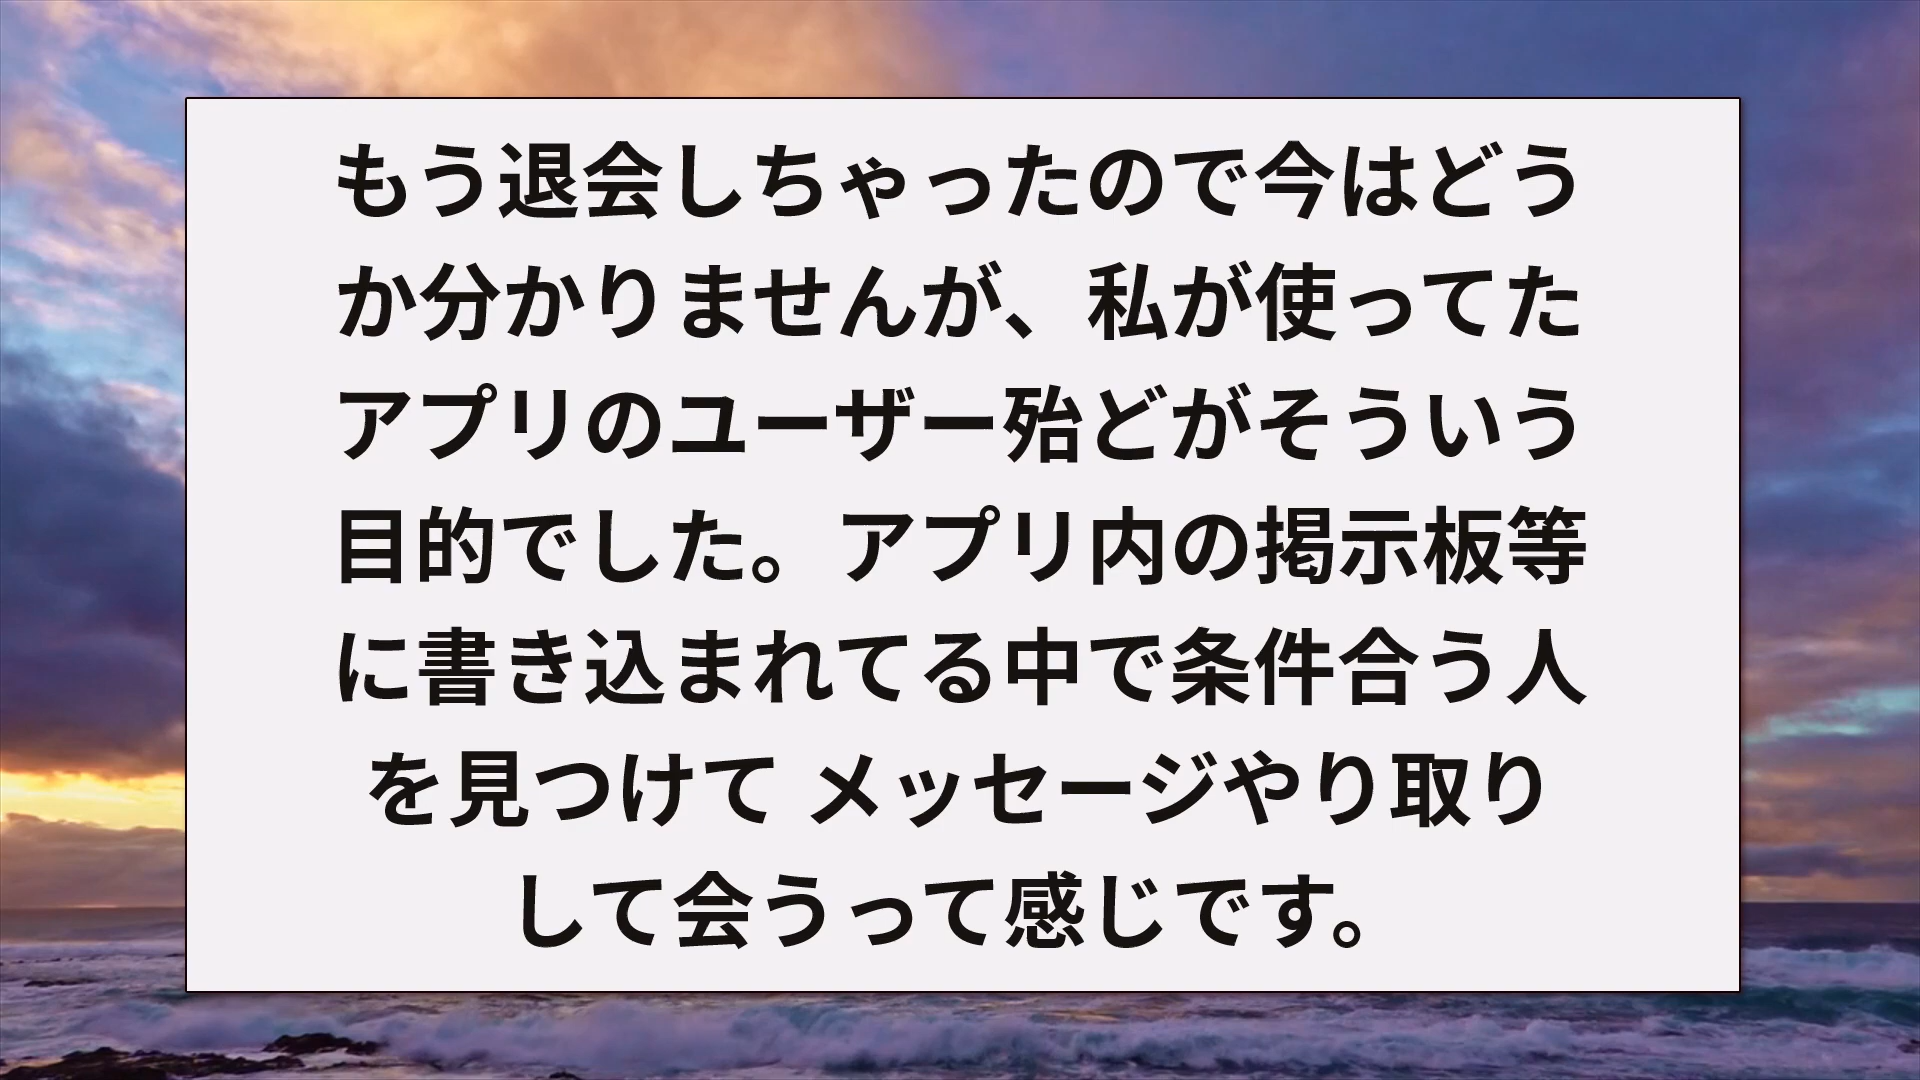 もう退会しちゃったので今はどう
か分かりませんが、私が使ってた
アプリのユーザー殆どがそういう
目的でした。アプリ内の掲示板等
に書き込まれてる中で条件合う人
を見つけて メッセージやり取り
して会うって感じです。